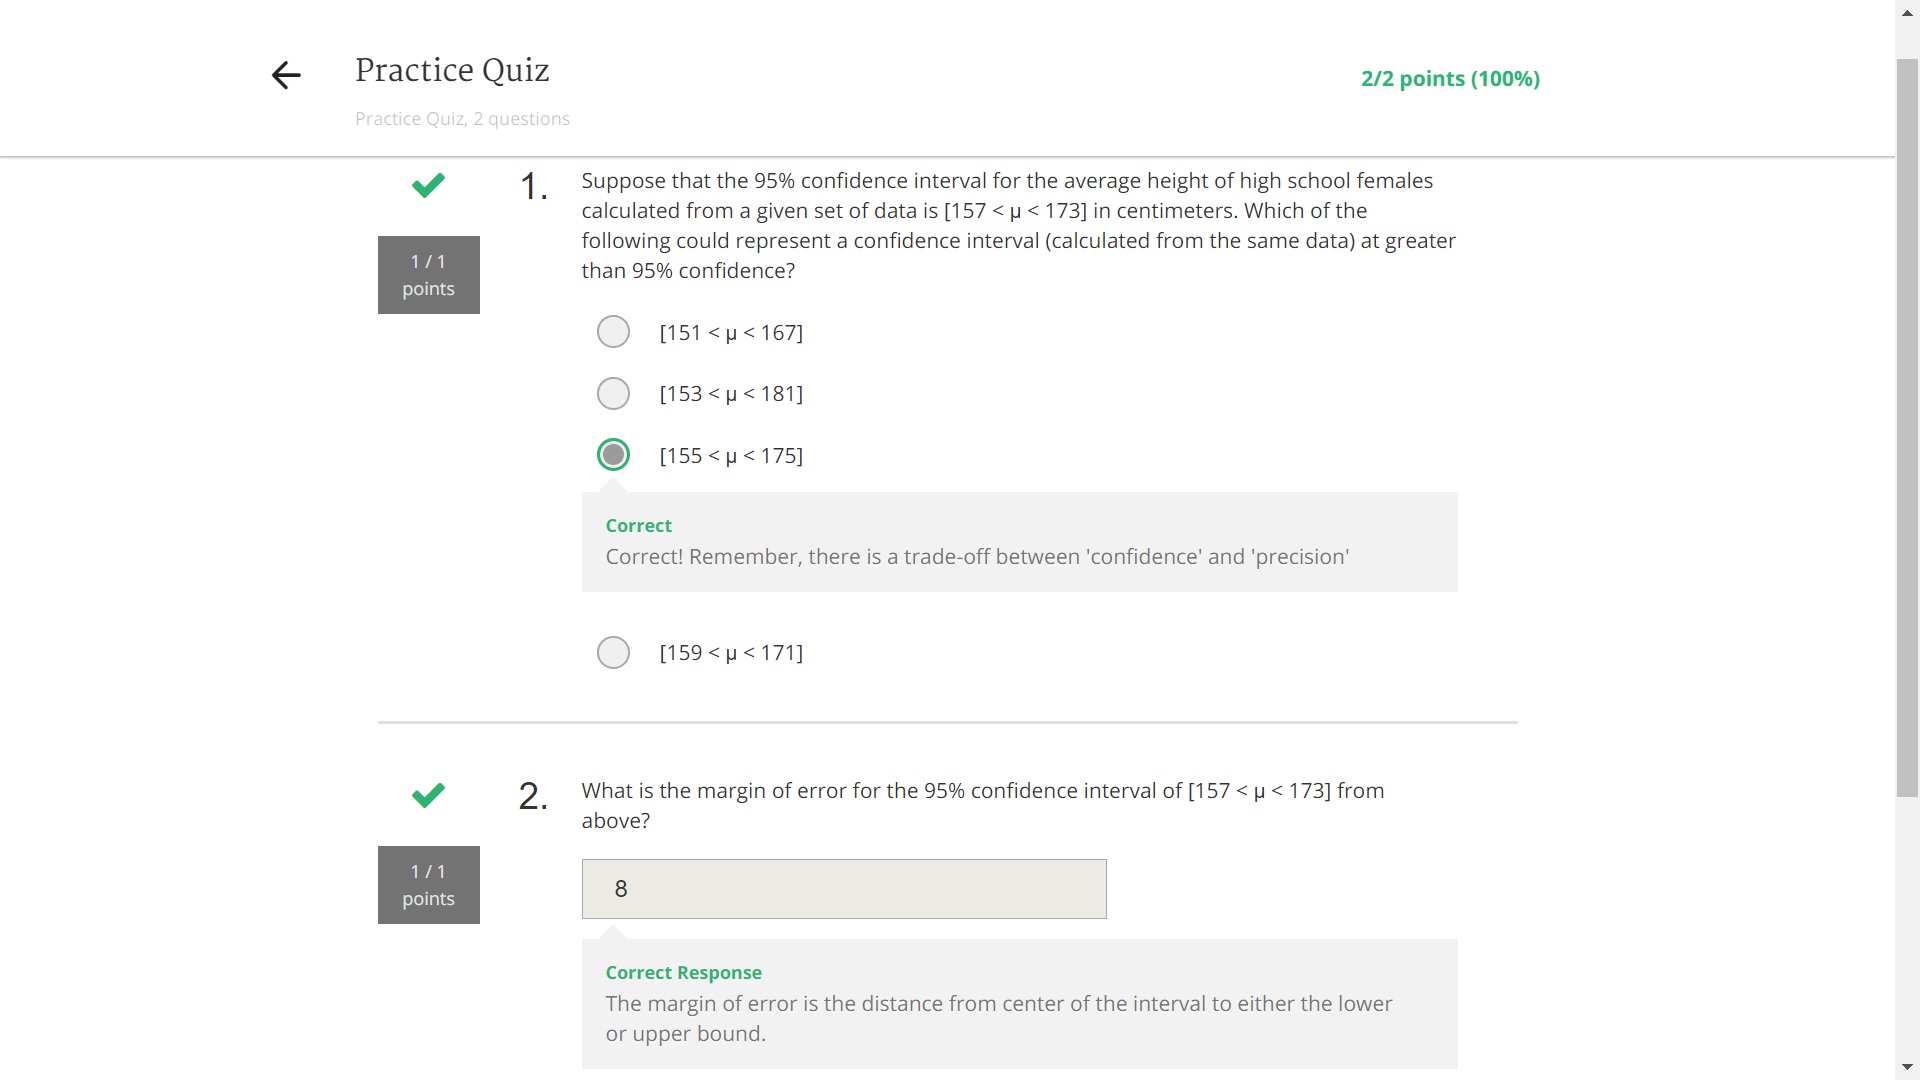 Practice Quiz
2/2 points (100%)
Practice Quiz, 2 questions
1 / 1
points
1.
Suppose that the 95% confidence interval for the average height of high school females
calculated from a given set of data is [157 < μ < 173] in centimeters. Which of the
following could represent a confidence interval (calculated from the same data) at greater
than 95% confidence?
[151 < μ < 167]
[153 < μ < 181]
[155 < μ < 175]
Correct
Correct! Remember, there is a trade-off between 'confidence' and 'precision'
[159 < μ < 171]
1 / 1
points
2.
What is the margin of error for the 95% confidence interval of [157 < μ < 173] from
above?
8
Correct Response
The margin of error is the distance from center of the interval to either the lower
or upper bound.